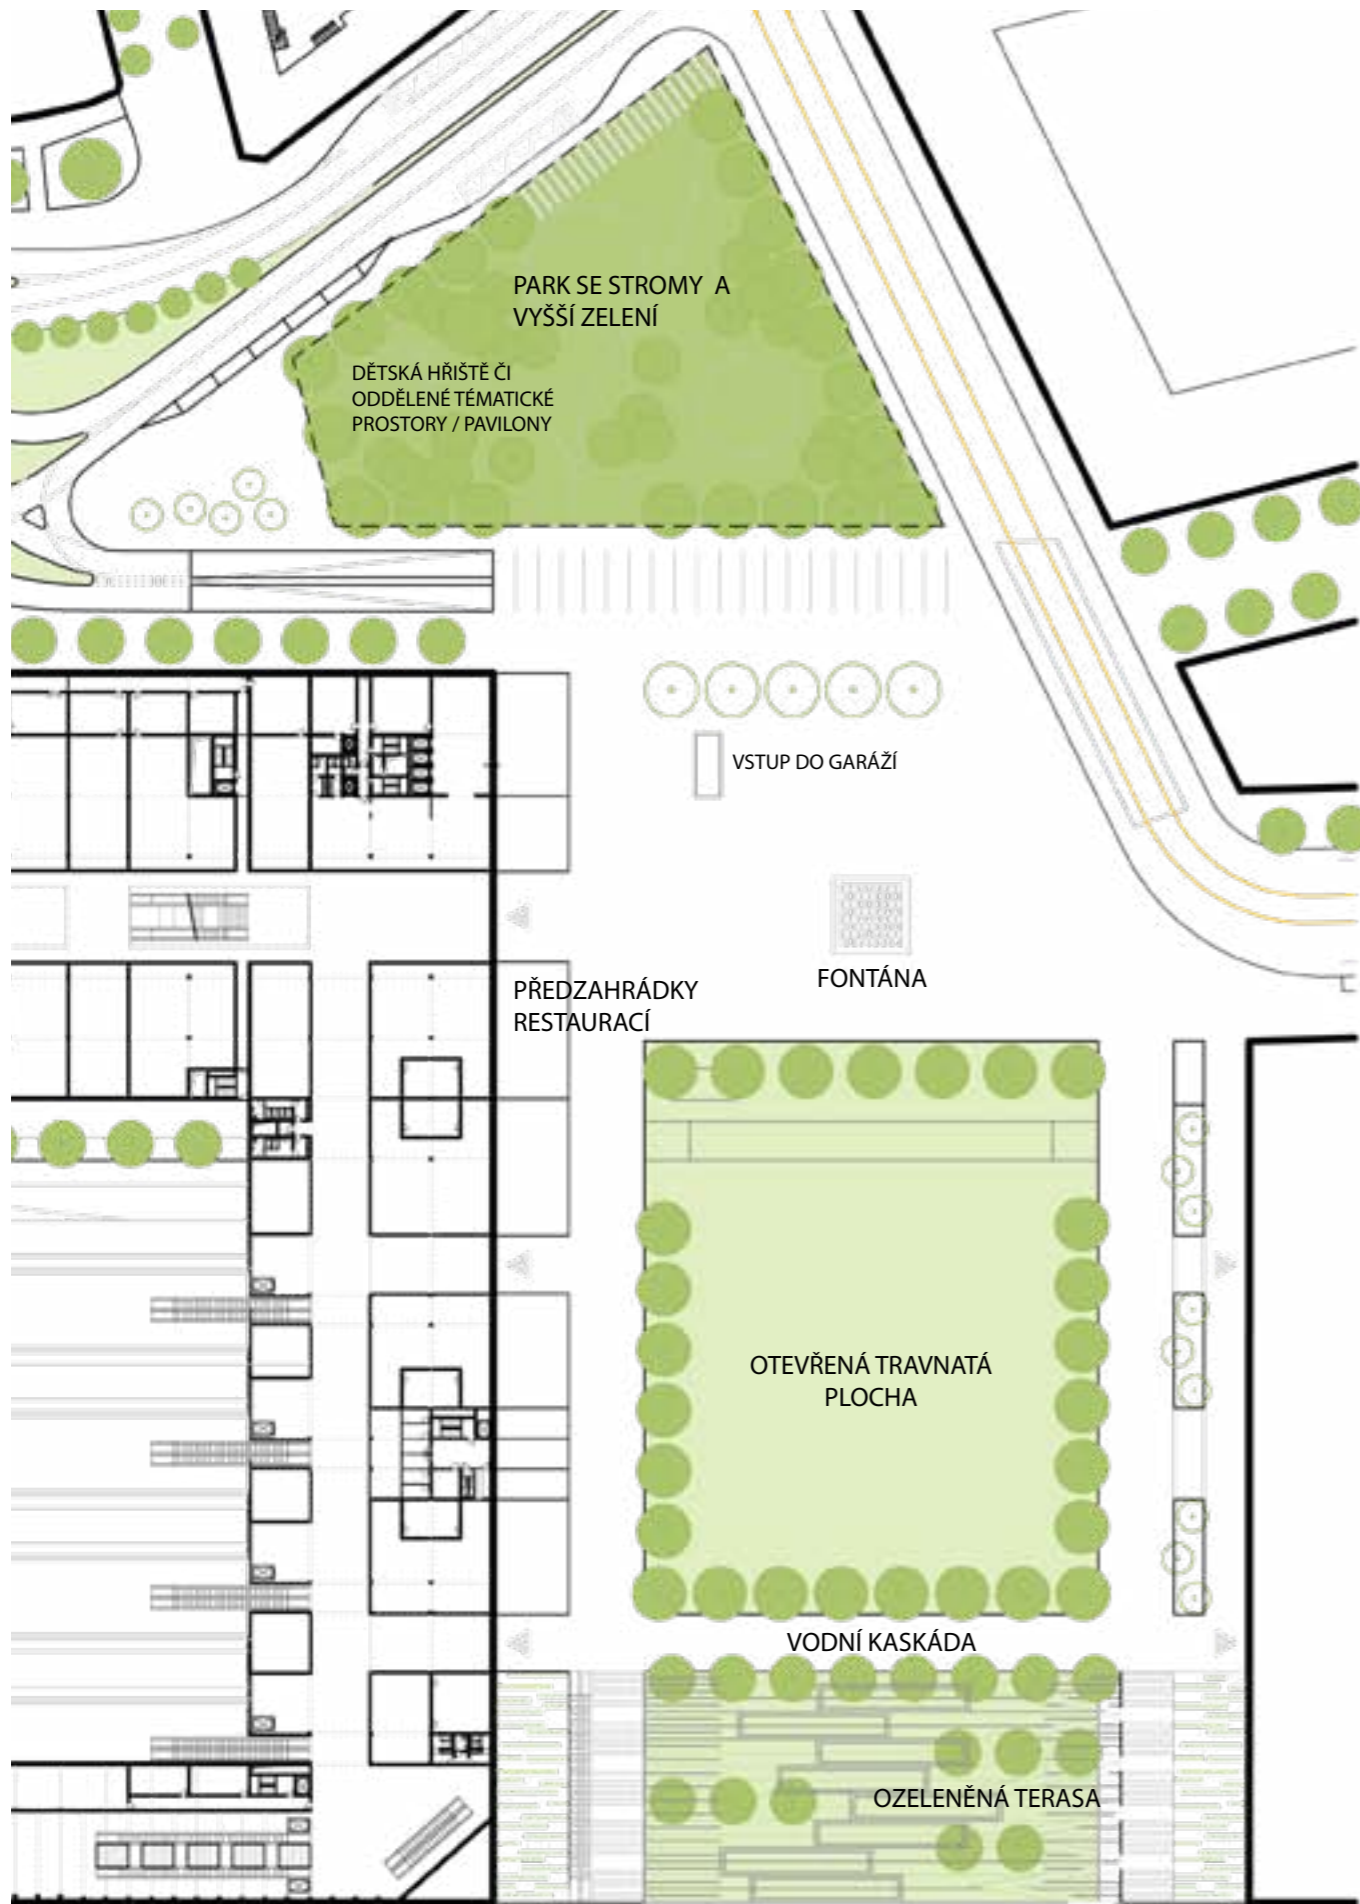 PARK SE STROMY A
VYŠŠÍ ZELENÍ
DĚTSKÁ HŘIŠTĚ ČI
ODDĚLENÉ TÉMATICKÉ
PROSTORY / PAVILONY
VSTUP DO GARÁŽÍ
FONTÁNA
PŘEDZAHRÁDKY
RESTAURACÍ
OTEVŘENÁ TRAVNATÁ
PLOCHA
VODNÍ KASKÁDA
OZELENĚNÁ TERASA